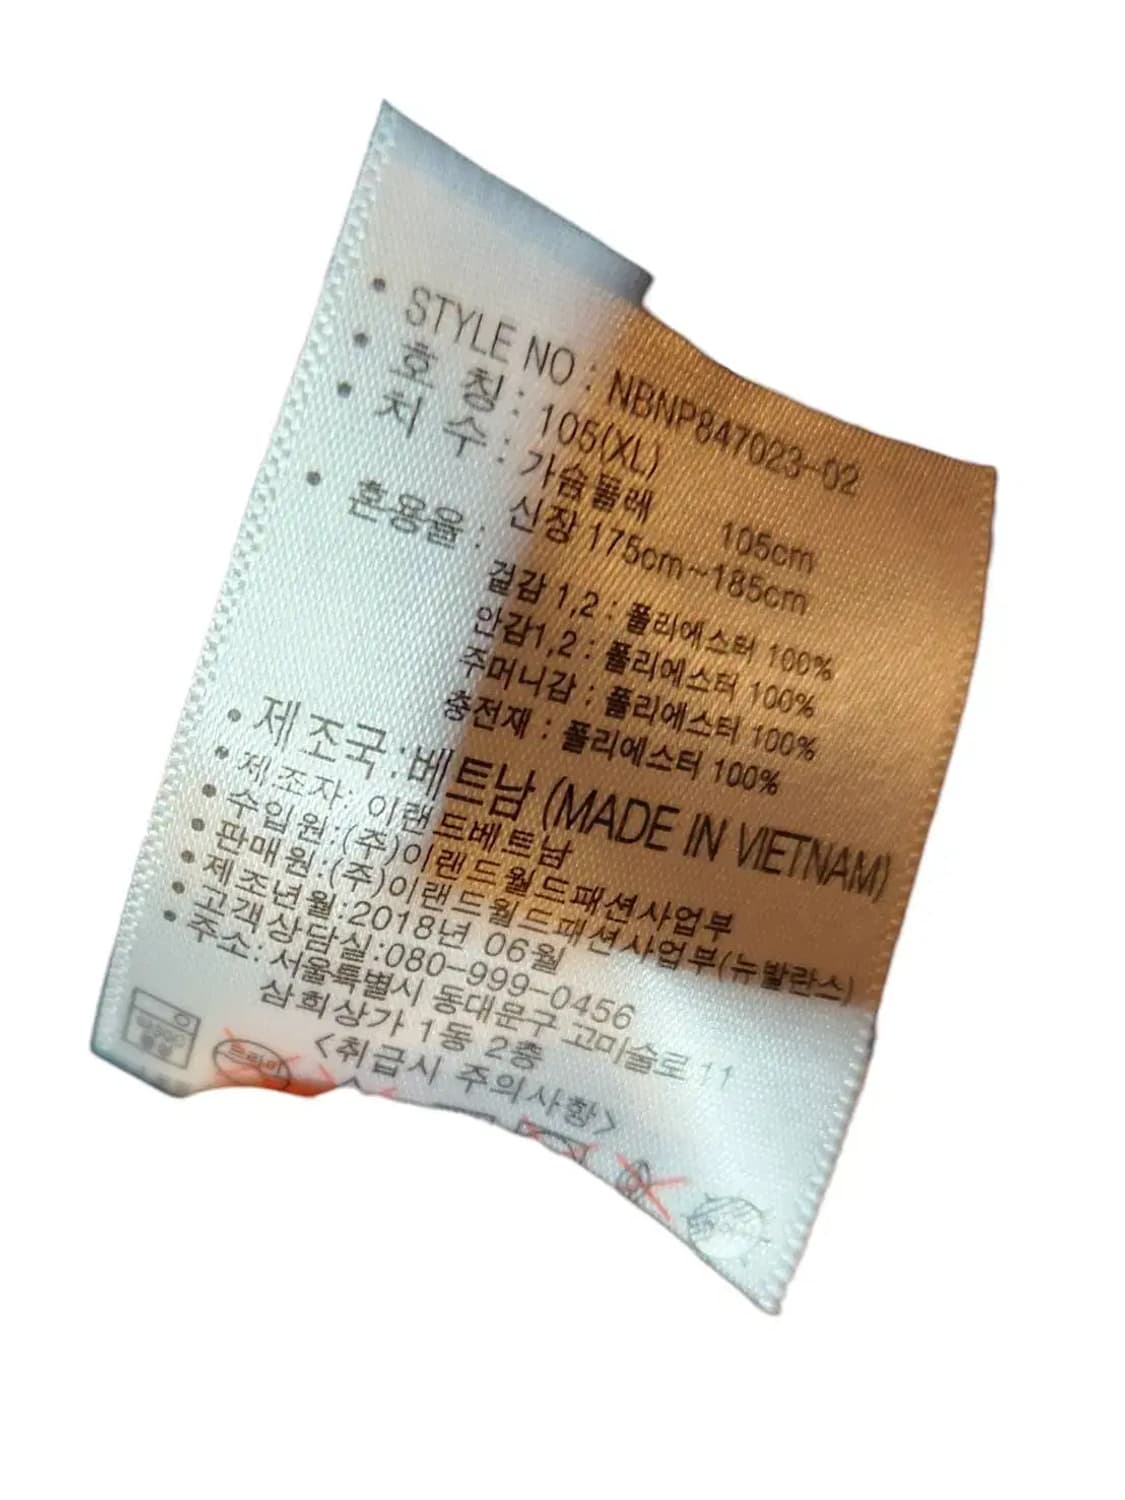 • STYLE NO : NBNP847023-02
• 호 칭 : 105(XL)
• 치 수 : 가슴둘레 105cm
신장 175cm~185cm
• 혼용율 :
겉감 1,2 : 폴리에스터 100%
안감1,2 : 폴리에스터 100%
주머니감 : 폴리에스터 100%
충전재 : 폴리에스터 100%
• 제 조국 : 베트남 (MADE IN VIETNAM)
• 제조자: 이랜드베트남
• 수입원:(주)이랜드월드패션사업부
• 판매원:(주)이랜드월드패션사업부(뉴발란스)
• 제조년월:2018년 06월
• 고객상담실:080-999-0456
• 주소: 서울특별시 동대문구 고미술로 11
삼희상가 1동 2층
<취급시 주의사항>
드라이